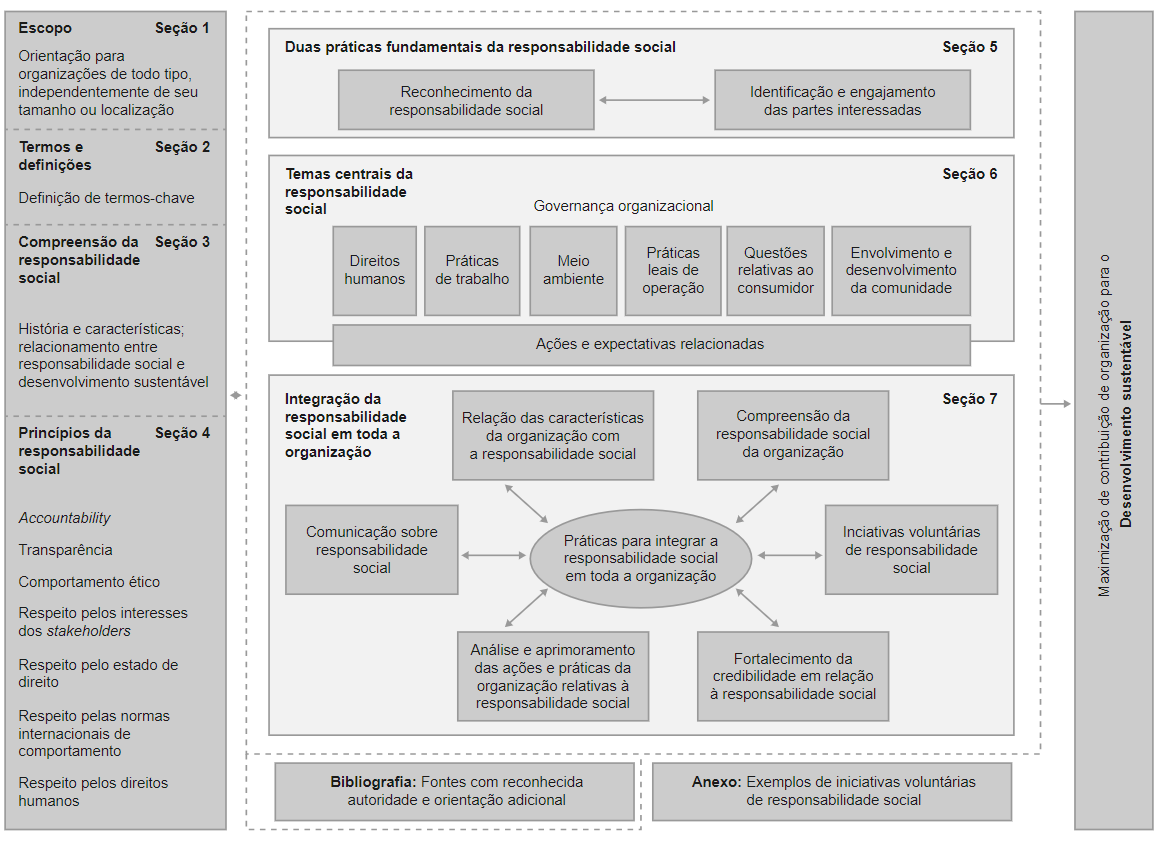 Escopo Seção 1
Orientação para
organizações de todo tipo,
independentemente de seu
tamanho ou localização
Termos e Seção 2
definições
Definição de termos-chave
Compreensão da Seção 3
responsabilidade
social
História e características;
relacionamento entre
responsabilidade social e
desenvolvimento sustentável
Princípios da Seção 4
responsabilidade
social
Accountability
Transparência
Comportamento ético
Respeito pelos interesses
dos stakeholders
Respeito pelo estado de
direito
Respeito pelas normas
internacionais de
comportamento
Respeito pelos direitos
humanos
Duas práticas fundamentais da responsabilidade social Seção 5
Reconhecimento da
responsabilidade social
Identificação e engajamento
das partes interessadas
Temas centrais da Seção 6
responsabilidade
social
Governança organizacional
Direitos
humanos
Práticas
de trabalho
Meio
ambiente
Práticas
leais de
operação
Questões
relativas ao
consumidor
Envolvimento e
desenvolvimento
da comunidade
Ações e expectativas relacionadas
Integração da Seção 7
responsabilidade
social em toda a
organização
Relação das características
da organização com
a responsabilidade social
Compreensão da
responsabilidade social
da organização
Comunicação sobre
responsabilidade
social
Práticas para integrar a
responsabilidade social
em toda a organização
Inciativas voluntárias
de responsabilidade
social
Análise e aprimoramento
das ações e práticas da
organização relativas à
responsabilidade social
Fortalecimento da
credibilidade em relação
à responsabilidade social
Bibliografia: Fontes com reconhecida
autoridade e orientação adicional
Anexo: Exemplos de iniciativas voluntárias
de responsabilidade social
Maximização de contribuição de organização para o
Desenvolvimento sustentável